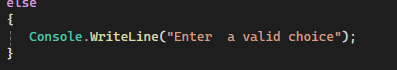 else
{
Console.WriteLine("Enter  a valid choice");
}